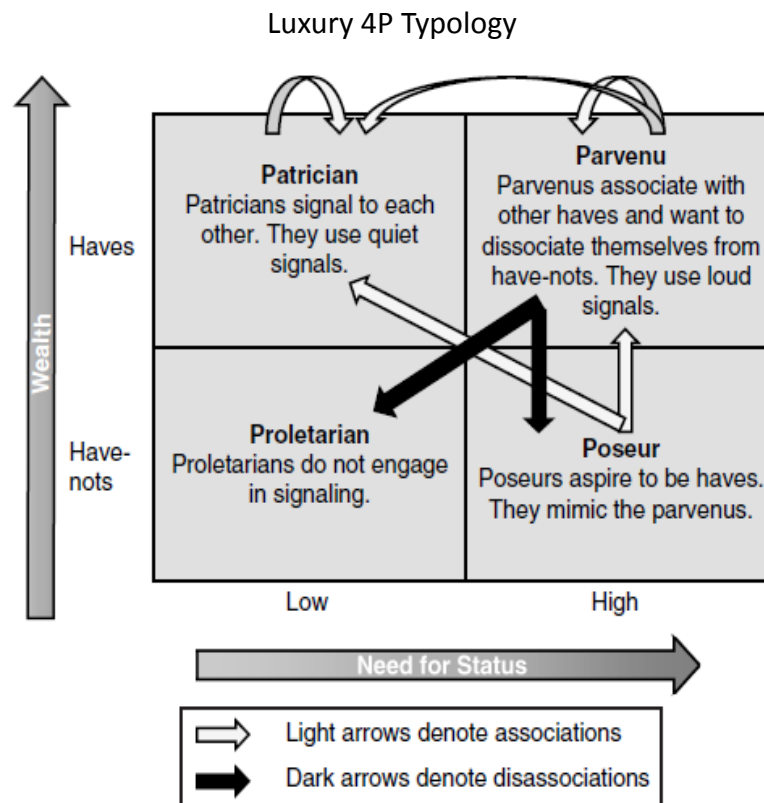 Luxury 4P Typology
Patrician
Patricians signal to each
other. They use quiet
signals.
Parvenu
Parvenus associate with
other haves and want to
dissociate themselves from
have-nots. They use loud
signals.
Haves
Wealth
Have-
nots
Proletarian
Proletarians do not engage
in signaling.
Poseur
Poseurs aspire to be haves.
They mimic the parvenus.
Low
High
Need for Status
Light arrows denote associations
Dark arrows denote disassociations